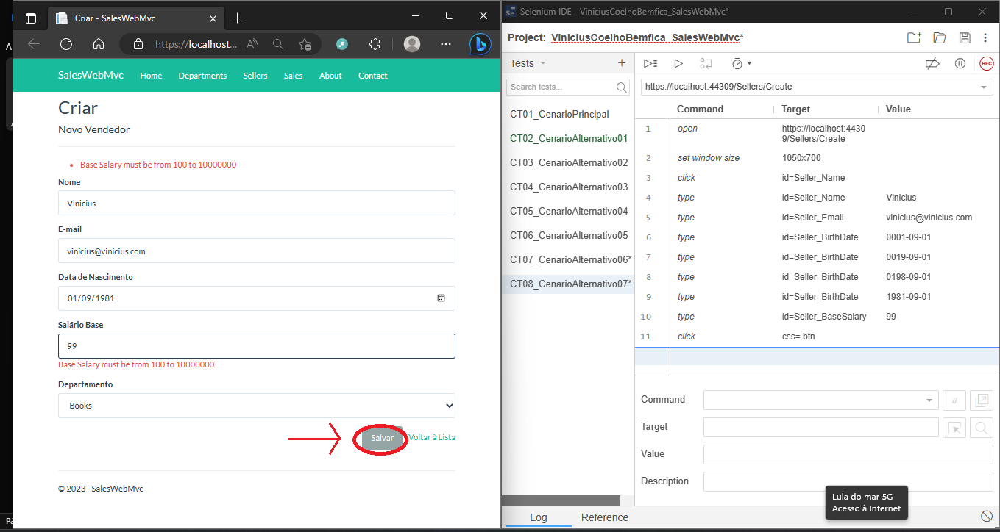 Criar - SalesWebMvc
https://localhost...
SalesWebMvc Home Departments Sellers Sales About Contact
Criar
Novo Vendedor
Base Salary must be from 100 to 10000000
Nome
Vinicius
E-mail
vinicius@vinicius.com
Data de Nascimento
01/09/1981
Salário Base
99
Base Salary must be from 100 to 10000000
Departamento
Books
Salvar Voltar à Lista
© 2023 - SalesWebMvc
Se Selenium IDE - ViniciusCoelhoBemfica_SalesWebMvc*
Project: ViniciusCoelhoBemfica_SalesWebMvc*
Tests
REC
Search tests...
https://localhost:44309/Sellers/Create
CT01_CenarioPrincipal
CT02_CenarioAlternativo01
CT03_CenarioAlternativo02
CT04_CenarioAlternativo03
CT05_CenarioAlternativo04
CT06_CenarioAlternativo05
CT07_CenarioAlternativo06*
CT08_CenarioAlternativo07*
Command Target Value
1 open https://localhost:4430
9/Sellers/Create
2 set window size 1050x700
3 click id=Seller_Name
4 type id=Seller_Name Vinicius
5 type id=Seller_Email vinicius@vinicius.com
6 type id=Seller_BirthDate 0001-09-01
7 type id=Seller_BirthDate 0019-09-01
8 type id=Seller_BirthDate 0198-09-01
9 type id=Seller_BirthDate 1981-09-01
10 type id=Seller_BaseSalary 99
11 click css=.btn
Command //
Target
Value
Description
Lula do mar 5G
Acesso à Internet
Log Reference